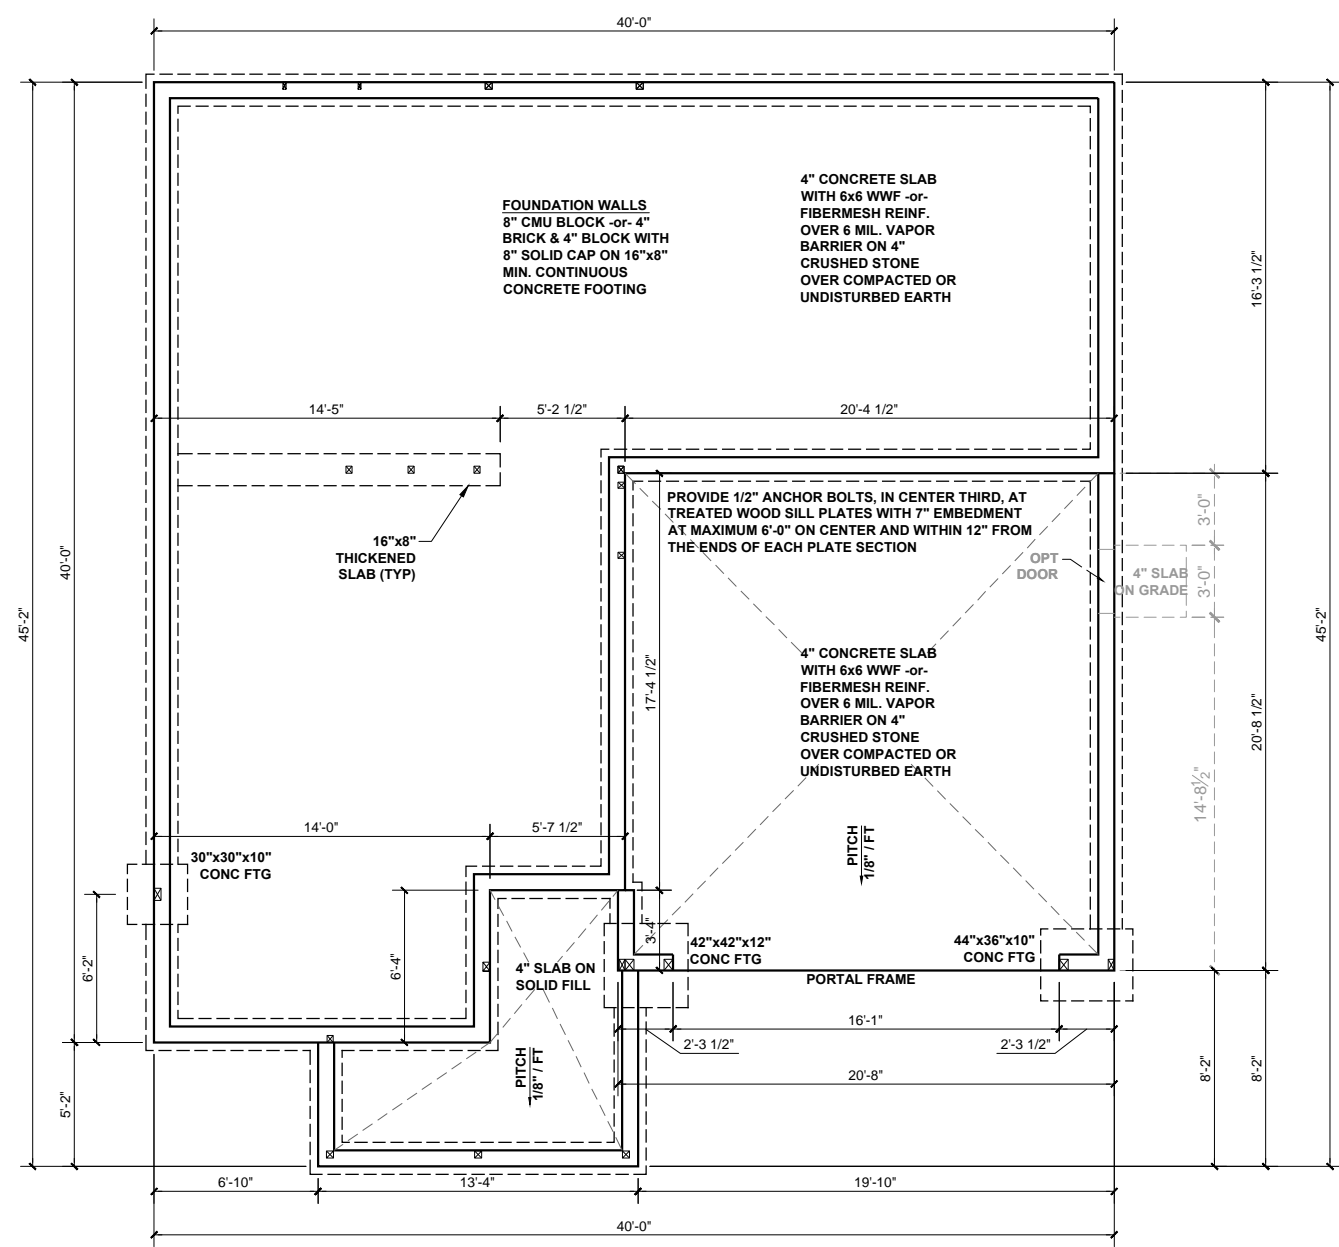 40'-0"
FOUNDATION WALLS
8" CMU BLOCK -or- 4"
BRICK & 4" BLOCK WITH
8" SOLID CAP ON 16"x8"
MIN. CONTINUOUS
CONCRETE FOOTING
4" CONCRETE SLAB
WITH 6x6 WWF -or-
FIBERMESH REINF.
OVER 6 MIL. VAPOR
BARRIER ON 4"
CRUSHED STONE
OVER COMPACTED OR
UNDISTURBED EARTH
16'-3 1/2"
14'-5"
5'-2 1/2"
20'-4 1/2"
PROVIDE 1/2" ANCHOR BOLTS, IN CENTER THIRD, AT
TREATED WOOD SILL PLATES WITH 7" EMBEDMENT
AT MAXIMUM 6'-0" ON CENTER AND WITHIN 12" FROM
THE ENDS OF EACH PLATE SECTION
16"x8"
THICKENED
SLAB (TYP)
OPT
DOOR
4" SLAB
ON GRADE
3'-0"
3'-0"
40'-0"
45'-2"
45'-2"
17'-4 1/2"
4" CONCRETE SLAB
WITH 6x6 WWF -or-
FIBERMESH REINF.
OVER 6 MIL. VAPOR
BARRIER ON 4"
CRUSHED STONE
OVER COMPACTED OR
UNDISTURBED EARTH
20'-8 1/2"
14'-8½"
14'-0"
5'-7 1/2"
PITCH
1/8" / FT
30"x30"x10"
CONC FTG
3'-4"
42"x42"x12"
CONC FTG
44"x36"x10"
CONC FTG
6'-2"
6'-4"
4" SLAB ON
SOLID FILL
PORTAL FRAME
16'-1"
2'-3 1/2"
2'-3 1/2"
PITCH
1/8" / FT
20'-8"
8'-2"
8'-2"
5'-2"
6'-10"
13'-4"
19'-10"
40'-0"